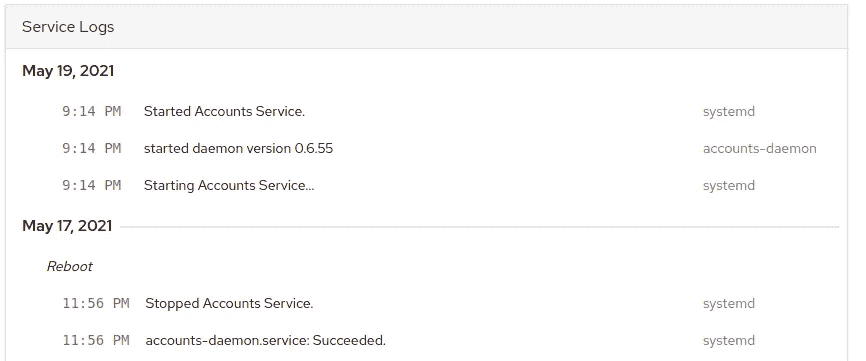 Service Logs
May 19, 2021
9:14 PM Started Accounts Service. systemd
9:14 PM started daemon version 0.6.55 accounts-daemon
9:14 PM Starting Accounts Service... systemd
May 17, 2021
Reboot
11:56 PM Stopped Accounts Service. systemd
11:56 PM accounts-daemon.service: Succeeded. systemd